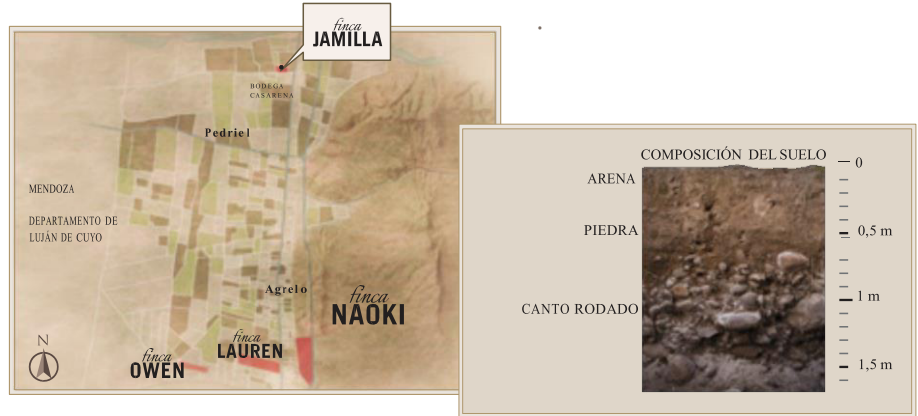 finca
JAMILLA
BODEGA
CASARENA
Pedriel
MENDOZA
DEPARTAMENTO DE
LUJÁN DE CUYO
Agrelo
finca
NAOKI
finca
LAUREN
finca
OWEN
N
COMPOSICIÓN DEL SUELO
0
ARENA
PIEDRA
0,5 m
1 m
CANTO RODADO
1,5 m